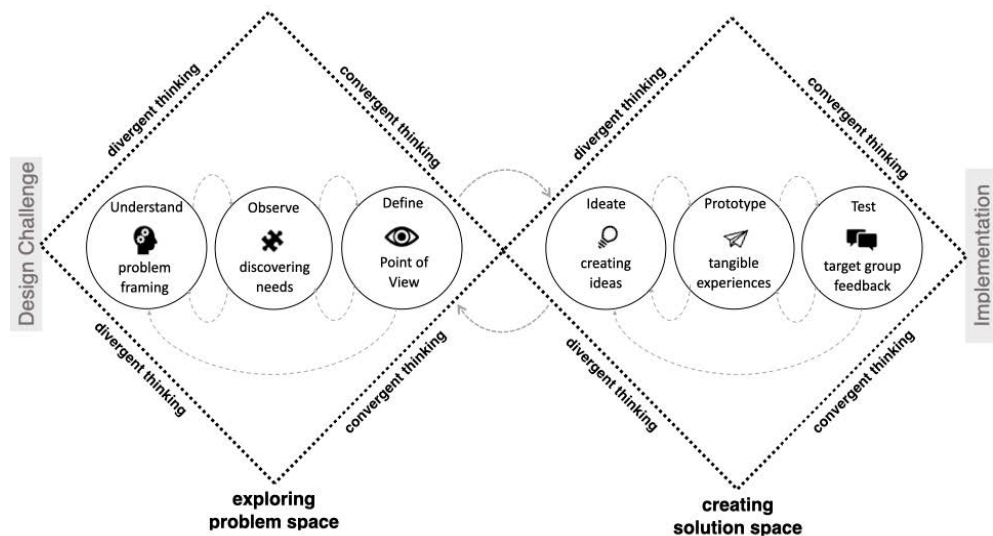 Design Challenge
divergent thinking
convergent thinking
divergent thinking
convergent thinking
Understand
problem
framing
Observe
discovering
needs
Define
Point of
View
Ideate
creating
ideas
Prototype
tangible
experiences
Test
target group
feedback
Implementation
divergent thinking
convergent thinking
divergent thinking
convergent thinking
exploring
problem space
creating
solution space